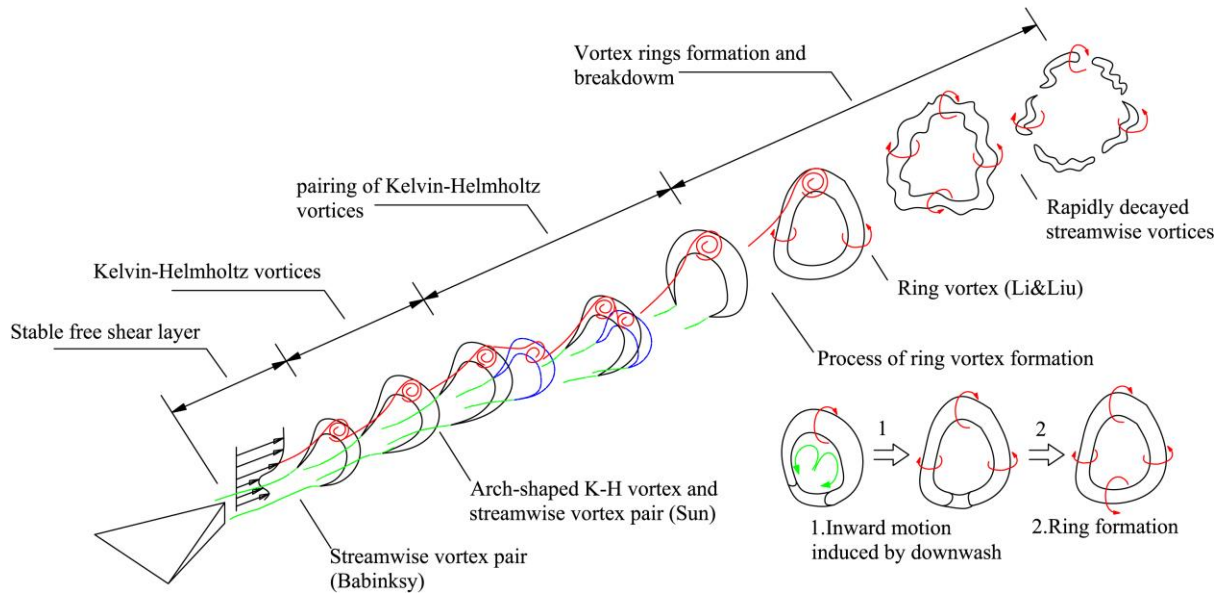 Vortex rings formation and
breakdowm
pairing of Kelvin-Helmholtz
vortices
Kelvin-Helmholtz vortices
Stable free shear layer
Rapidly decayed
streamwise vortices
Ring vortex (Li&Liu)
Process of ring vortex formation
1
2
Arch-shaped K-H vortex and
streamwise vortex pair (Sun)
Streamwise vortex pair
(Babinksy)
1.Inward motion
induced by downwash
2.Ring formation